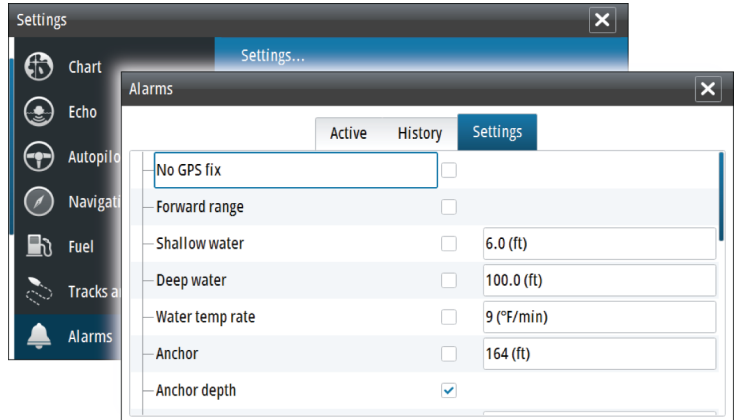 Settings
Settings...
Chart
Echo
Autopilo
Navigati
Fuel
Tracks a
Alarms
Alarms
Active
History
Settings
No GPS fix
Forward range
Shallow water 6.0 (ft)
Deep water 100.0 (ft)
Water temp rate 9 (°F/min)
Anchor 164 (ft)
Anchor depth